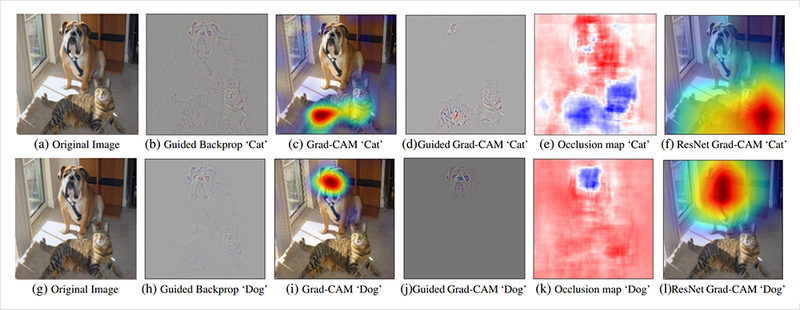 (a) Original Image
(b) Guided Backprop ‘Cat’
(c) Grad-CAM ‘Cat’
(d)Guided Grad-CAM ‘Cat’
(e) Occlusion map ‘Cat’
(f) ResNet Grad-CAM ‘Cat’
(g) Original Image
(h) Guided Backprop ‘Dog’
(i) Grad-CAM ‘Dog’
(j)Guided Grad-CAM ‘Dog’
(k) Occlusion map ‘Dog’
(l)ResNet Grad-CAM ‘Dog’